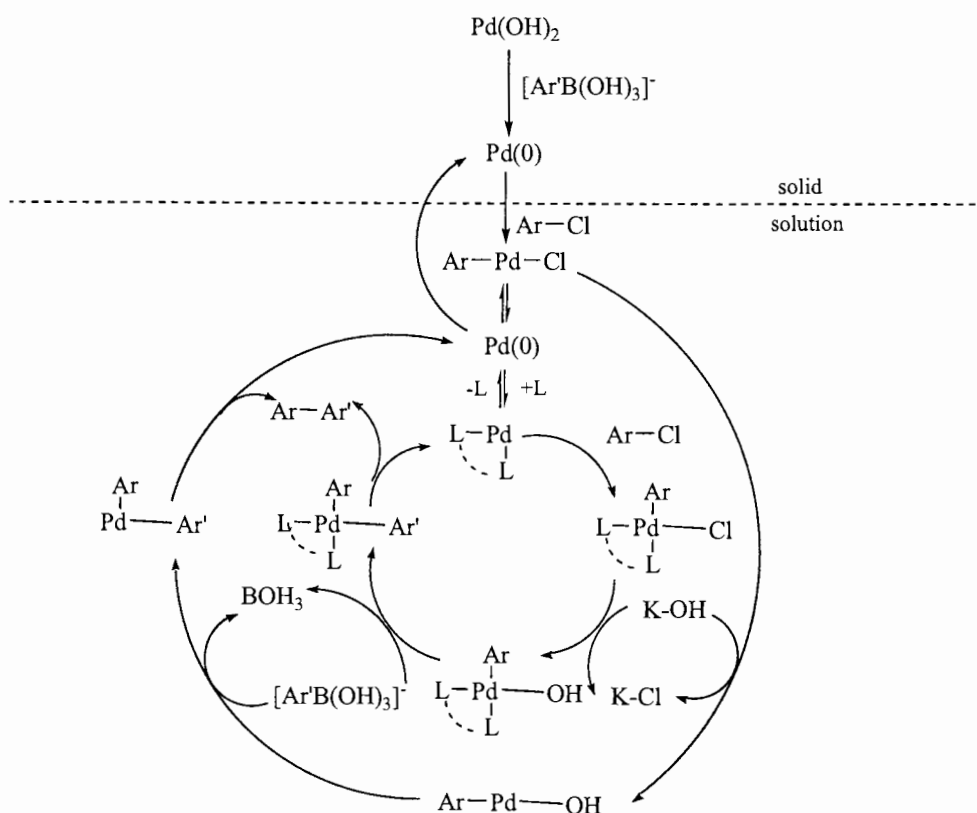 Pd(OH)₂
[Ar'B(OH)₃]⁻
Pd(0)
solid
solution
Ar—Cl
Ar—Pd—Cl
Pd(0)
-L +L
Ar—Ar'
L—Pd
L
Ar—Cl
Ar
Pd—Ar'
Ar
L—Pd—Ar'
L
Ar
L—Pd—Cl
L
BOH₃
K-OH
Ar
L—Pd—OH
L
[Ar'B(OH)₃]⁻
K-Cl
Ar—Pd—OH